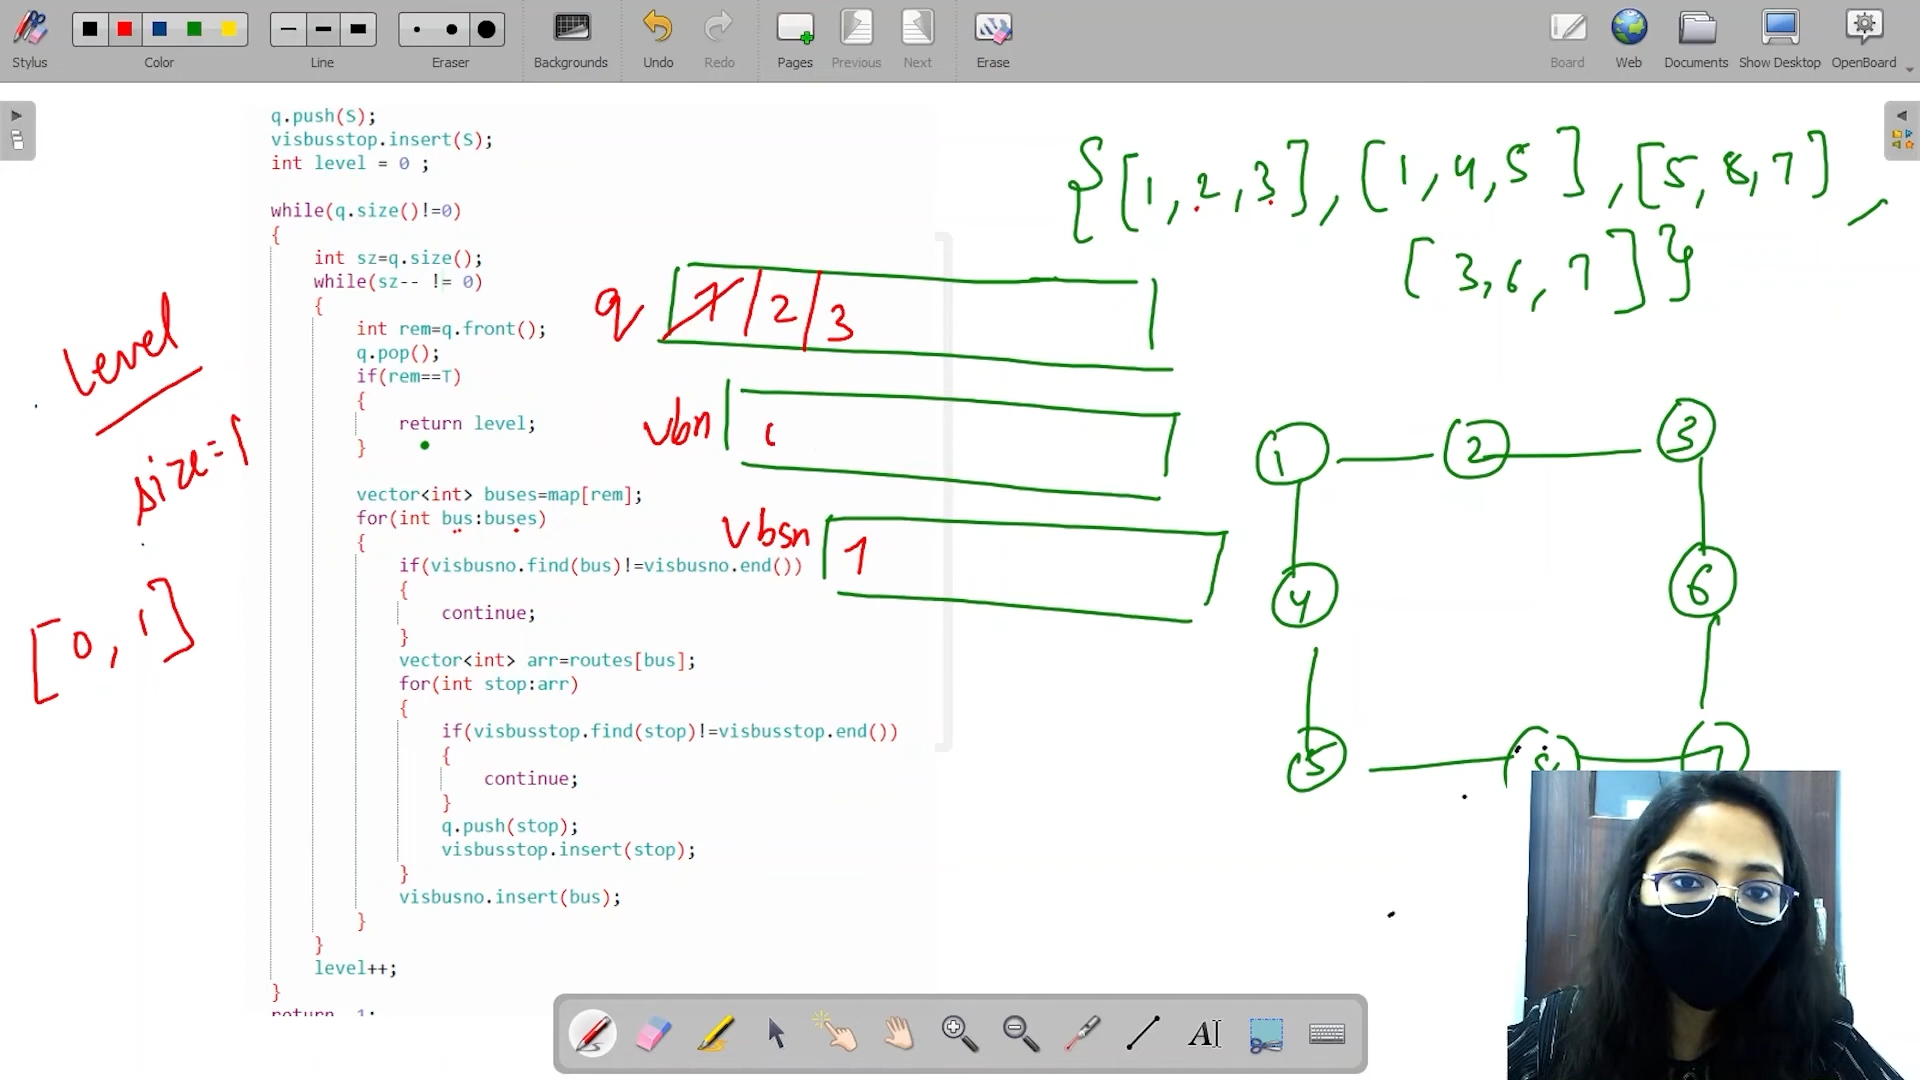 Stylus
Color
Line
Eraser
Backgrounds
Undo
Redo
Pages
Previous
Next
Erase
Board
Web
Documents
Show Desktop
OpenBoard
q.push(S);
visbusstop.insert(S);
int level = 0 ;
while(q.size()!=0)
{
int sz=q.size();
while(sz-- != 0)
{
int rem=q.front();
q.pop();
if(rem==T)
{
return level;
}
vector<int> buses=map[rem];
for(int bus:buses)
{
if(visbusno.find(bus)!=visbusno.end())
{
continue;
}
vector<int> arr=routes[bus];
for(int stop:arr)
{
if(visbusstop.find(stop)!=visbusstop.end())
{
continue;
}
q.push(stop);
visbusstop.insert(stop);
}
visbusno.insert(bus);
}
}
level++;
}
level
size=1
[0, 1]
q
1 2 3
vbn
vbsn
1
{[1, 2, 3], [1, 4, 5], [5, 8, 7],
[3, 6, 7]}
1 2 3
4 6
5
AI